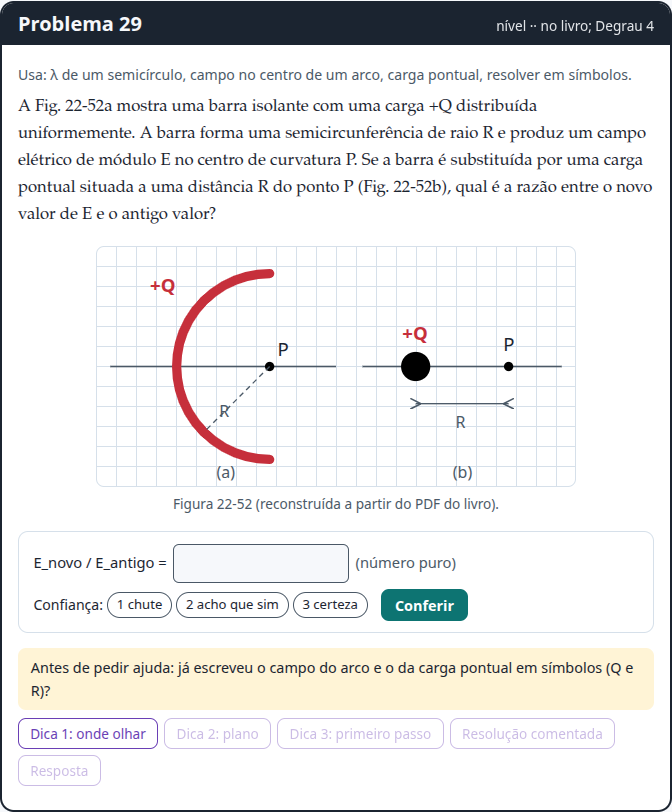 Problema 29
nível ·· no livro; Degrau 4
Usa: λ de um semicírculo, campo no centro de um arco, carga pontual, resolver em símbolos.
A Fig. 22-52a mostra uma barra isolante com uma carga +Q distribuída
uniformemente. A barra forma uma semicircunferência de raio R e produz um campo
elétrico de módulo E no centro de curvatura P. Se a barra é substituída por uma carga
pontual situada a uma distância R do ponto P (Fig. 22-52b), qual é a razão entre o novo
valor de E e o antigo valor?
+Q
P
R
(a)
+Q
P
R
(b)
Figura 22-52 (reconstruída a partir do PDF do livro).
E_novo / E_antigo =
(número puro)
Confiança: 1 chute 2 acho que sim 3 certeza Conferir
Antes de pedir ajuda: já escreveu o campo do arco e o da carga pontual em símbolos (Q e
R)?
Dica 1: onde olhar Dica 2: plano Dica 3: primeiro passo Resolução comentada
Resposta